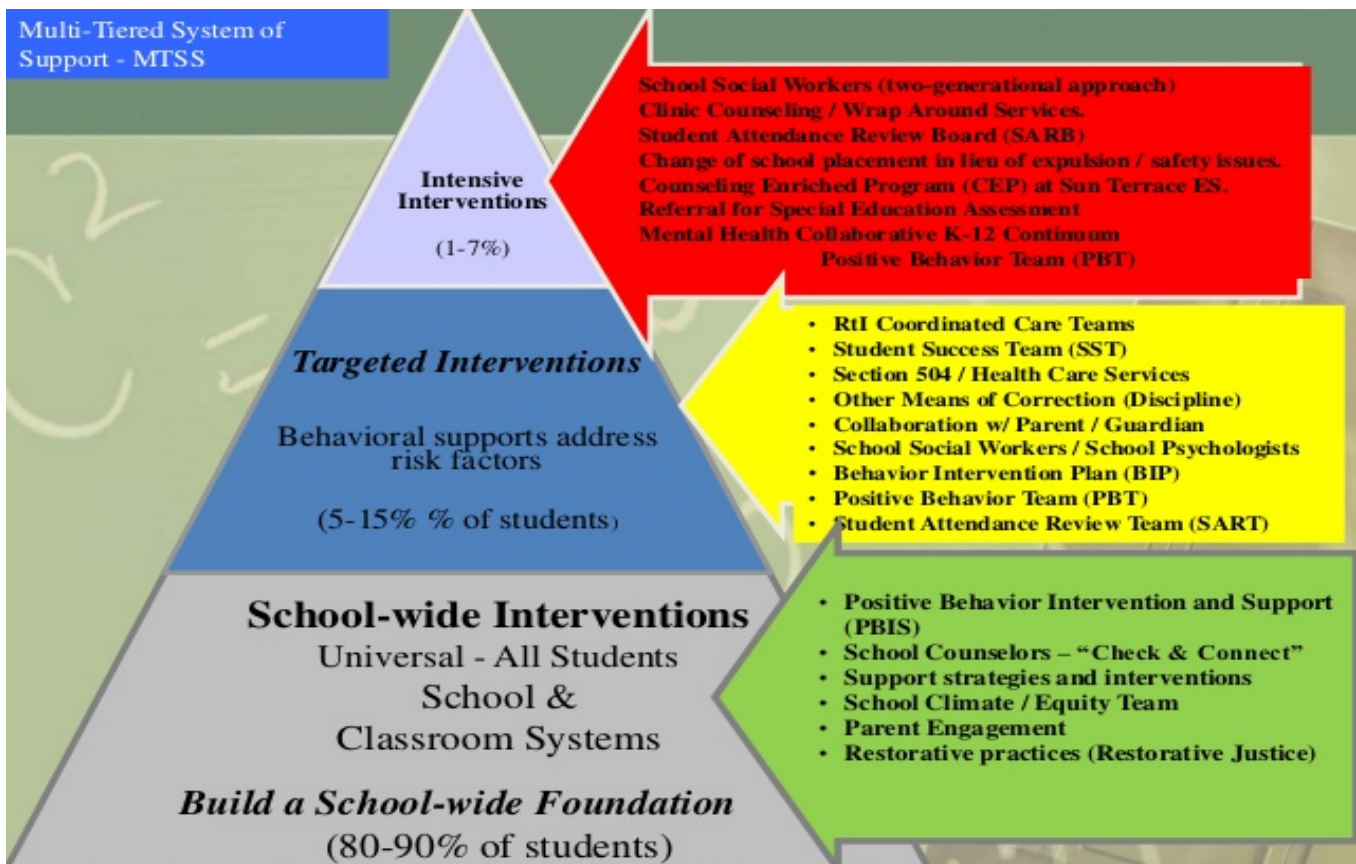 Multi-Tiered System of
Support - MTSS
Intensive
Interventions
(1-7%)
School Social Workers (two-generational approach)
Clinic Counseling / Wrap Around Services.
Student Attendance Review Board (SARB)
Change of school placement in lieu of expulsion / safety issues.
Counseling Enriched Program (CEP) at Sun Terrace ES.
Referral for Special Education Assessment
Mental Health Collaborative K-12 Continuum
Positive Behavior Team (PBT)
Targeted Interventions
Behavioral supports address
risk factors
(5-15% % of students)
• RtI Coordinated Care Teams
• Student Success Team (SST)
• Section 504 / Health Care Services
• Other Means of Correction (Discipline)
• Collaboration w/ Parent / Guardian
• School Social Workers / School Psychologists
• Behavior Intervention Plan (BIP)
• Positive Behavior Team (PBT)
• Student Attendance Review Team (SART)
School-wide Interventions
Universal - All Students
School &
Classroom Systems
Build a School-wide Foundation
(80-90% of students)
• Positive Behavior Intervention and Support
(PBIS)
• School Counselors – “Check & Connect”
• Support strategies and interventions
• School Climate / Equity Team
• Parent Engagement
• Restorative practices (Restorative Justice)